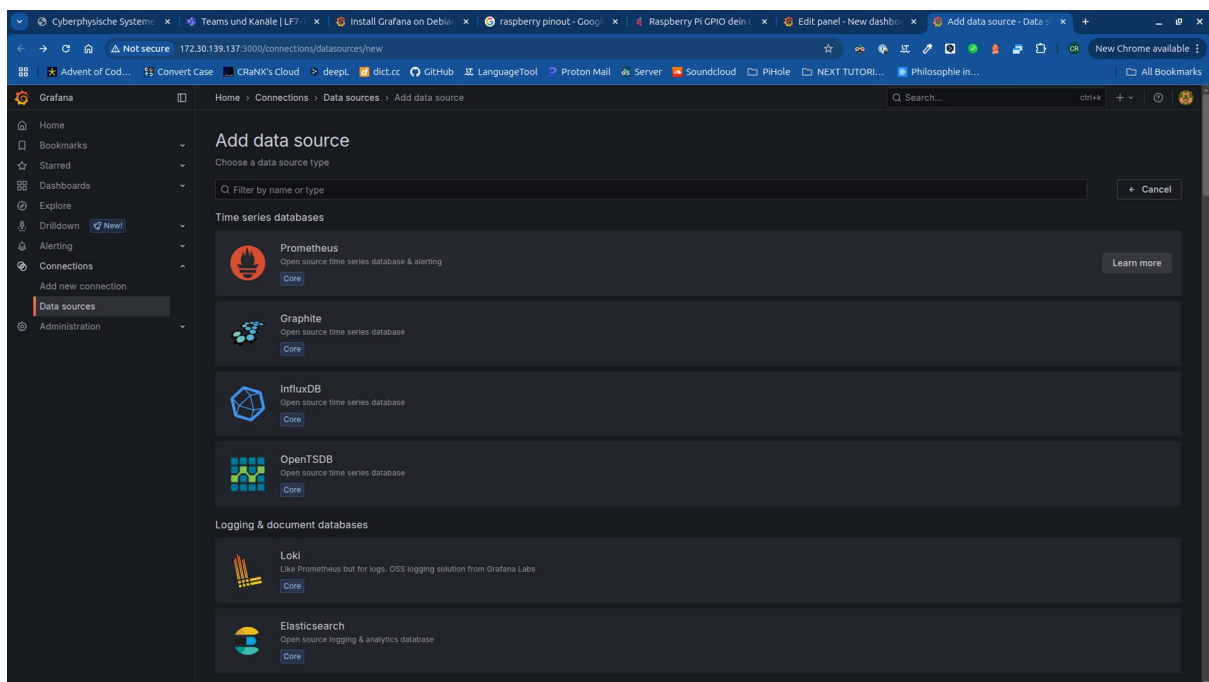 Cyberphysische Systeme
Teams und Kanäle | LF7-
Install Grafana on Debian
raspberry pinout - Googl
Raspberry Pi GPIO dein L
Edit panel - New dashbo
Add data source - Data s
Not secure 172.30.139.137:3000/connections/datasources/new
CR New Chrome available
Advent of Cod... Convert Case CRaNX's Cloud deepL dict.cc GitHub LanguageTool Proton Mail Server Soundcloud PiHole NEXT TUTORI... Philosophie in... All Bookmarks
Grafana
Home › Connections › Data sources › Add data source
Search... ctrl+k
Home
Bookmarks
Starred
Dashboards
Explore
Drilldown New!
Alerting
Connections
Add new connection
Data sources
Administration
Add data source
Choose a data source type
Filter by name or type
Cancel
Time series databases
Prometheus
Open source time series database & alerting
Core
Learn more
Graphite
Open source time series database
Core
InfluxDB
Open source time series database
Core
OpenTSDB
Open source time series database
Core
Logging & document databases
Loki
Like Prometheus but for logs. OSS logging solution from Grafana Labs
Core
Elasticsearch
Open source logging & analytics database
Core